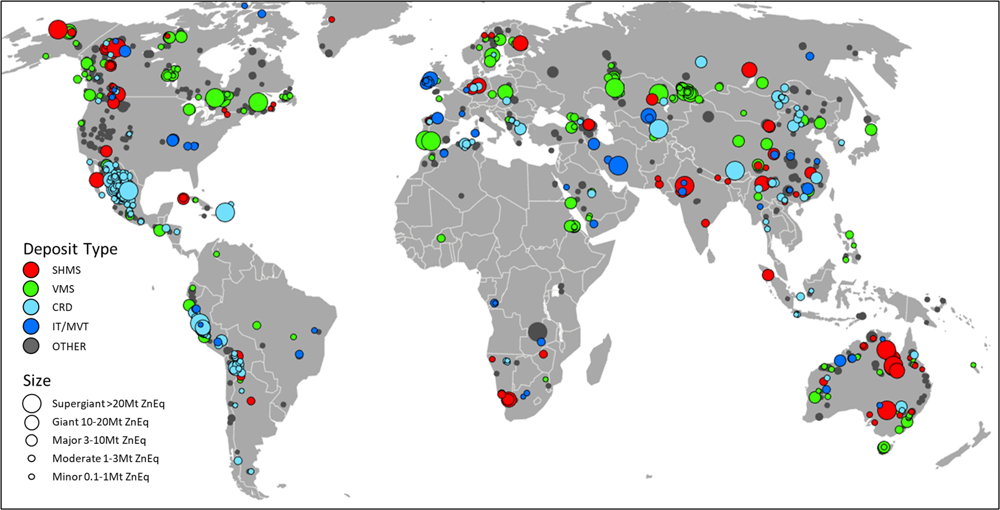 Deposit Type
SHMS
VMS
CRD
IT/MVT
OTHER
Size
Supergiant >20Mt ZnEq
Giant 10-20Mt ZnEq
Major 3-10Mt ZnEq
Moderate 1-3Mt ZnEq
Minor 0.1-1Mt ZnEq